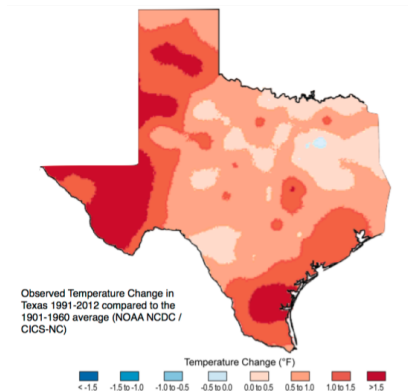 Observed Temperature Change in
Texas 1991-2012 compared to the
1901-1960 average (NOAA NCDC /
CICS-NC)
Temperature Change (°F)
< -1.5 -1.5 to -1.0 -1.0 to -0.5 -0.5 to 0.0 0.0 to 0.5 0.5 to 1.0 1.0 to 1.5 >1.5